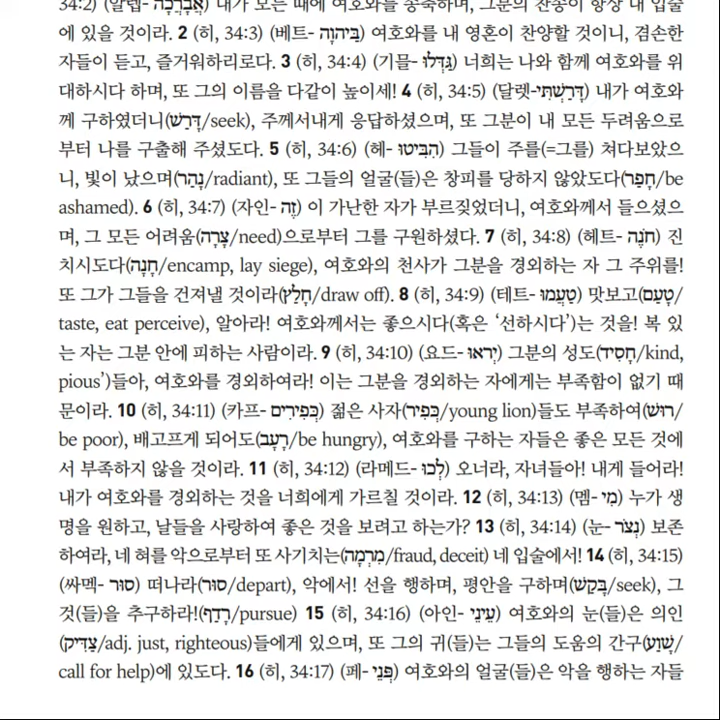 34:2) (알렙- אֲבָרֲכָה) 내가 모든 때에 여호와를 송축하며, 그분의 찬송이 항상 내 입술
에 있을 것이라. 2 (히, 34:3) (베트- בַּיהוָה) 여호와를 내 영혼이 찬양할 것이니, 겸손한
자들이 듣고, 즐거워하리로다. 3 (히, 34:4) (기믈- גַּדְּלוּ) 너희는 나와 함께 여호와를 위
대하시다 하며, 또 그의 이름을 다같이 높이세! 4 (히, 34:5) (달렛-דָּרַשְׁתִּי) 내가 여호와
께 구하였더니(דָּרַשׁ/seek), 주께서내게 응답하셨으며, 또 그분이 내 모든 두려움으로
부터 나를 구출해 주셨도다. 5 (히, 34:6) (헤- הִבִּיטוּ) 그들이 주를(=그를) 쳐다보았으
니, 빛이 났으며(נָהַר/radiant), 또 그들의 얼굴(들)은 창피를 당하지 않았도다(חָפֵר/be
ashamed). 6 (히, 34:7) (자인- זֶה) 이 가난한 자가 부르짖었더니, 여호와께서 들으셨으
며, 그 모든 어려움(צָרָה/need)으로부터 그를 구원하셨다. 7 (히, 34:8) (헤트- חֹנֶה) 진
치시도다(חָנָה/encamp, lay siege), 여호와의 천사가 그분을 경외하는 자 그 주위를!
또 그가 그들을 건져낼 것이라(חָלַץ/draw off). 8 (히, 34:9) (테트- טַעֲמוּ) 맛보고(טָעַם/
taste, eat perceive), 알아라! 여호와께서는 좋으시다(혹은 ‘선하시다’)는 것을! 복 있
는 자는 그분 안에 피하는 사람이라. 9 (히, 34:10) (요드- יְראוּ) 그분의 성도(חָסִיד/kind,
pious’)들아, 여호와를 경외하여라! 이는 그분을 경외하는 자에게는 부족함이 없기 때
문이라. 10 (히, 34:11) (카프- כְּפִירִים) 젊은 사자(כְּפִיר/young lion)들도 부족하여(רוּשׁ/
be poor), 배고프게 되어도(רָעֵב/be hungry), 여호와를 구하는 자들은 좋은 모든 것에
서 부족하지 않을 것이라. 11 (히, 34:12) (라메드- לְכוּ) 오너라, 자녀들아! 내게 들어라!
내가 여호와를 경외하는 것을 너희에게 가르칠 것이라. 12 (히, 34:13) (멤- מִי) 누가 생
명을 원하고, 날들을 사랑하여 좋은 것을 보려고 하는가? 13 (히, 34:14) (눈- נְצֹר) 보존
하여라, 네 혀를 악으로부터 또 사기치는(מִרְמָה/fraud, deceit) 네 입술에서! 14 (히, 34:15)
(싸멕- סוּר) 떠나라(סוּר/depart), 악에서! 선을 행하며, 평안을 구하며(בָּקַשׁ/seek), 그
것(들)을 추구하라!(רָדַף/pursue) 15 (히, 34:16) (아인- עֵינֵי) 여호와의 눈(들)은 의인
(צַדִּיק/adj. just, righteous)들에게 있으며, 또 그의 귀(들)는 그들의 도움의 간구(שָׁוַע/
call for help)에 있도다. 16 (히, 34:17) (페- פְּנֵי) 여호와의 얼굴(들)은 악을 행하는 자들